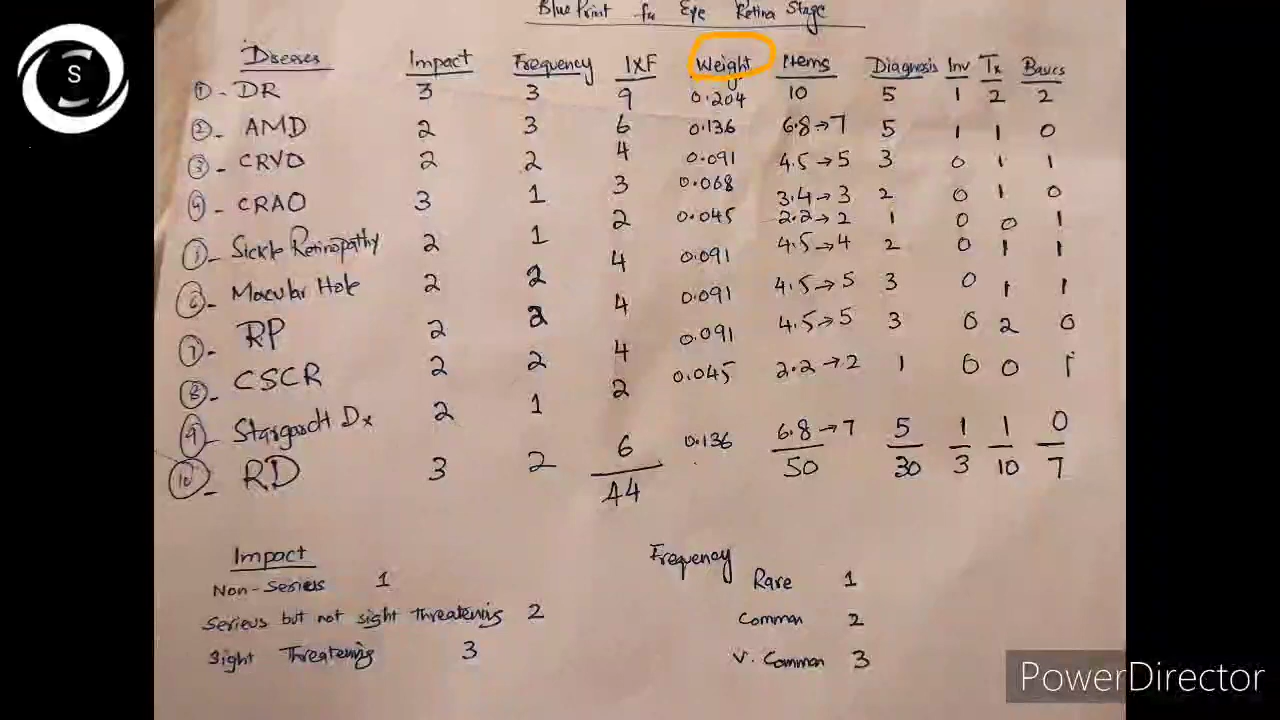 Blue Print for Eye Retina Stage
Diseases Impact Frequency IXF Weight Items Diagnosis Inv Tx Basics
S
① - DR 3 3 9 0.204 10 5 1 2 2
② - AMD 2 3 6 0.136 6.8→7 5 1 1 0
③ - CRVO 2 2 4 0.091 4.5→5 3 0 1 1
④ - CRAO 3 1 3 0.068 3.4→3 2 0 1 0
⑤ - Sickle Retinopathy 2 1 2 0.045 2.2→2 1 0 0 1
⑥ - Macular Hole 2 2 4 0.091 4.5→4 2 0 1 1
⑦ - RP 2 2 4 0.091 4.5→5 3 0 1 1
⑧ - CSCR 2 2 4 0.091 4.5→5 3 0 2 0
⑨ - Stargardt Dx 2 1 2 0.045 2.2→2 1 0 0 1
⑩ - RD 3 2 6 0.136 6.8→7 5 1 1 0
44 50 30 3 10 7
Impact Frequency
Non-Serious 1 Rare 1
Serious but not sight threatening 2 Common 2
Sight Threatening 3 V. Common 3
PowerDirector